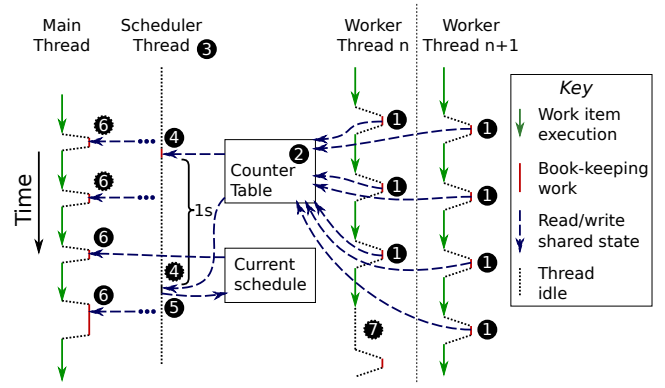 Main
Thread
Scheduler
Thread 3
Worker
Thread n
Worker
Thread n+1
Key
Work item
execution
Book-keeping
work
Read/write
shared state
Thread
idle
Time
6
4
2
1
1
Counter
Table
6
1
1
1s
6
4
5
Current
schedule
1
1
6
7
1